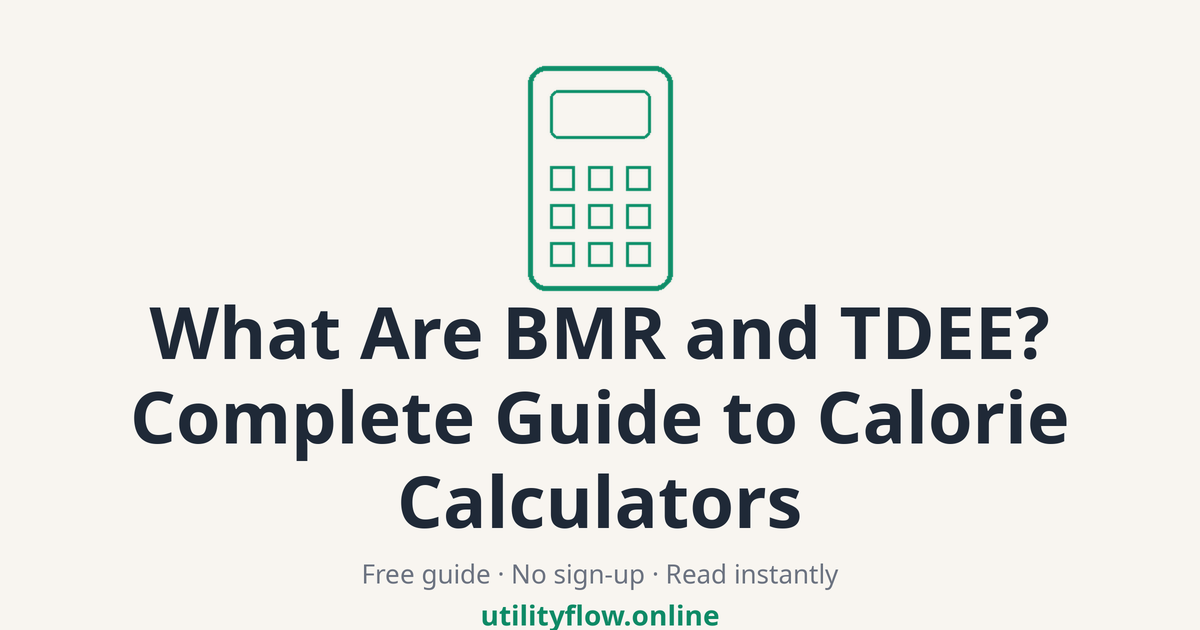 What Are BMR and TDEE?
Complete Guide to Calorie
Calculators
Free guide · No sign-up · Read instantly
utilityflow.online